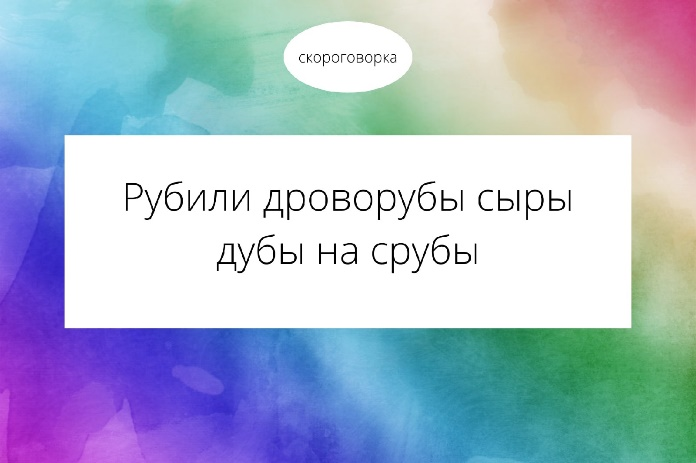 скороговорка
Рубили дроворубы сыры
дубы на срубы